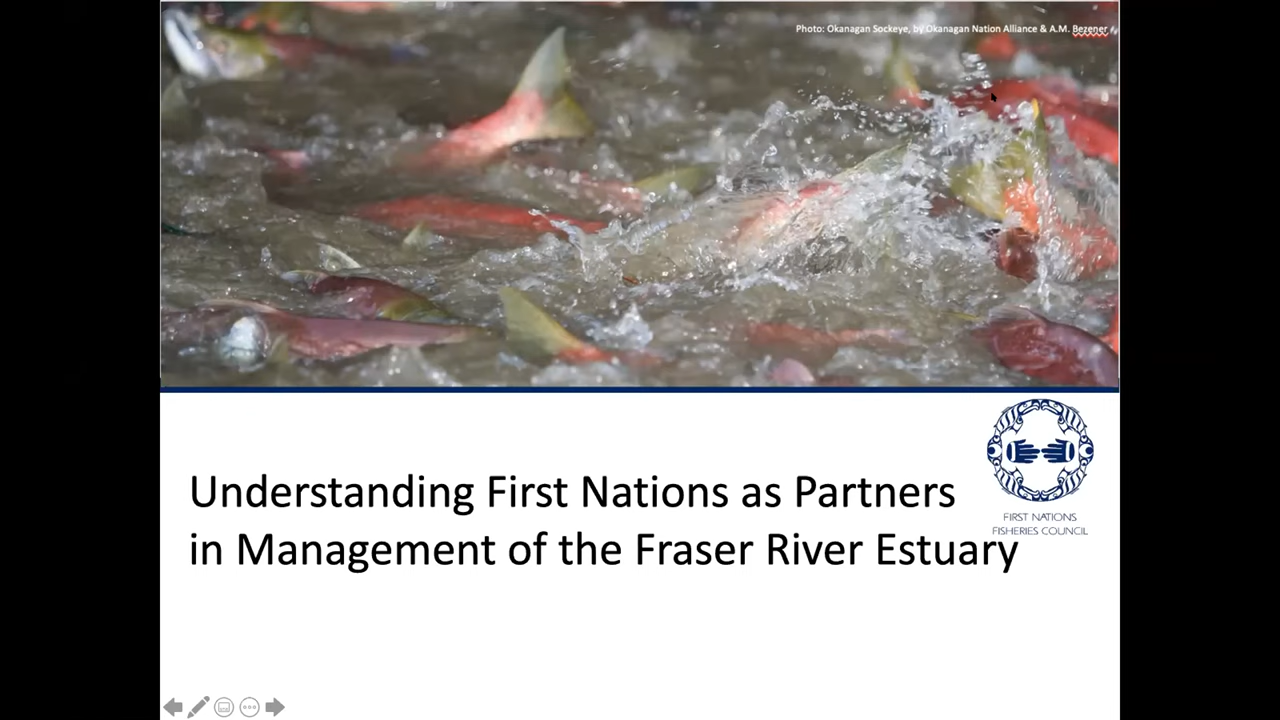 Photo: Okanagan Sockeye, by Okanagan Nation Alliance & A.M. Bezener
FIRST NATIONS
FISHERIES COUNCIL
Understanding First Nations as Partners
in Management of the Fraser River Estuary